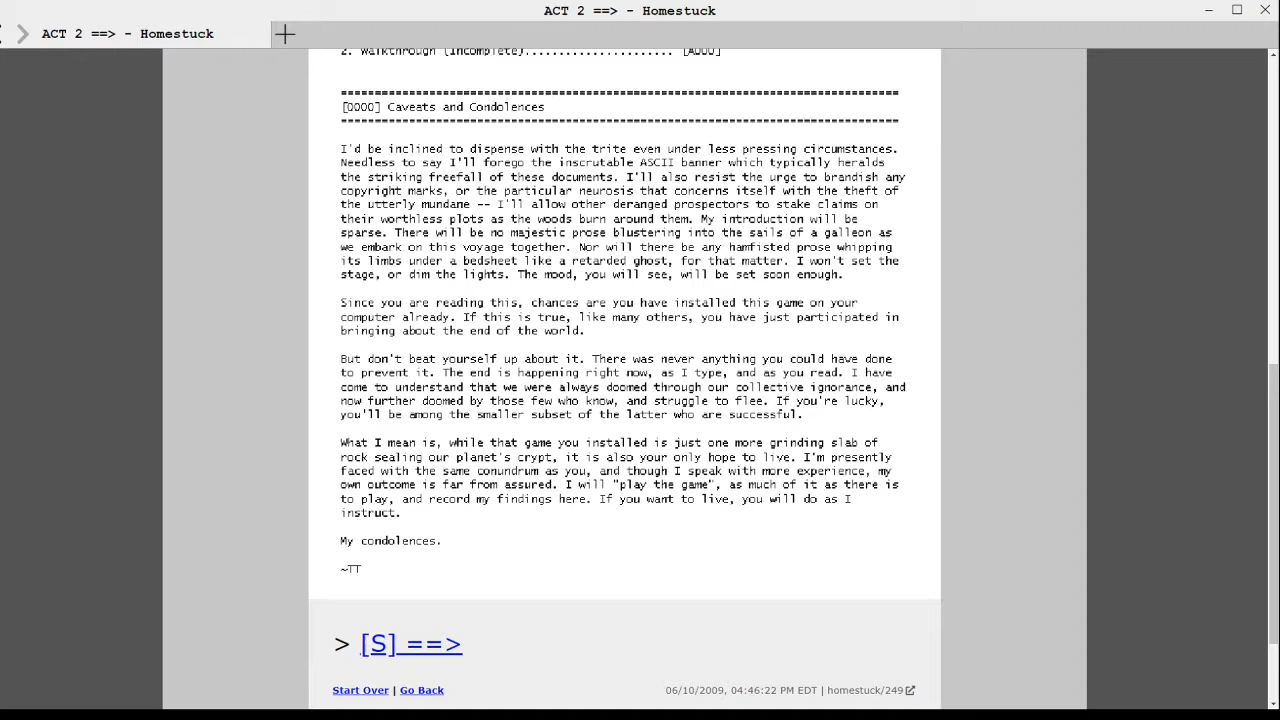 ACT 2 ==> - Homestuck
ACT 2 ==> - Homestuck
2. Walkthrough (Incomplete)...................... [A000]
==================================================================================
[0000] Caveats and Condolences
==================================================================================
I'd be inclined to dispense with the trite even under less pressing circumstances.
Needless to say I'll forego the inscrutable ASCII banner which typically heralds
the striking freefall of these documents. I'll also resist the urge to brandish any
copyright marks, or the particular neurosis that concerns itself with the theft of
the utterly mundane -- I'll allow other deranged prospectors to stake claims on
their worthless plots as the woods burn around them. My introduction will be
sparse. There will be no majestic prose blustering into the sails of a galleon as
we embark on this voyage together. Nor will there be any hamfisted prose whipping
its limbs under a bedsheet like a retarded ghost, for that matter. I won't set the
stage, or dim the lights. The mood, you will see, will be set soon enough.
Since you are reading this, chances are you have installed this game on your
computer already. If this is true, like many others, you have just participated in
bringing about the end of the world.
But don't beat yourself up about it. There was never anything you could have done
to prevent it. The end is happening right now, as I type, and as you read. I have
come to understand that we were always doomed through our collective ignorance, and
now further doomed by those few who know, and struggle to flee. If you're lucky,
you'll be among the smaller subset of the latter who are successful.
What I mean is, while that game you installed is just one more grinding slab of
rock sealing our planet's crypt, it is also your only hope to live. I'm presently
faced with the same conundrum as you, and though I speak with more experience, my
own outcome is far from assured. I will "play the game", as much of it as there is
to play, and record my findings here. If you want to live, you will do as I
instruct.
My condolences.
~TT
> [S] ==>
Start Over | Go Back
06/10/2009, 04:46:22 PM EDT | homestuck/249